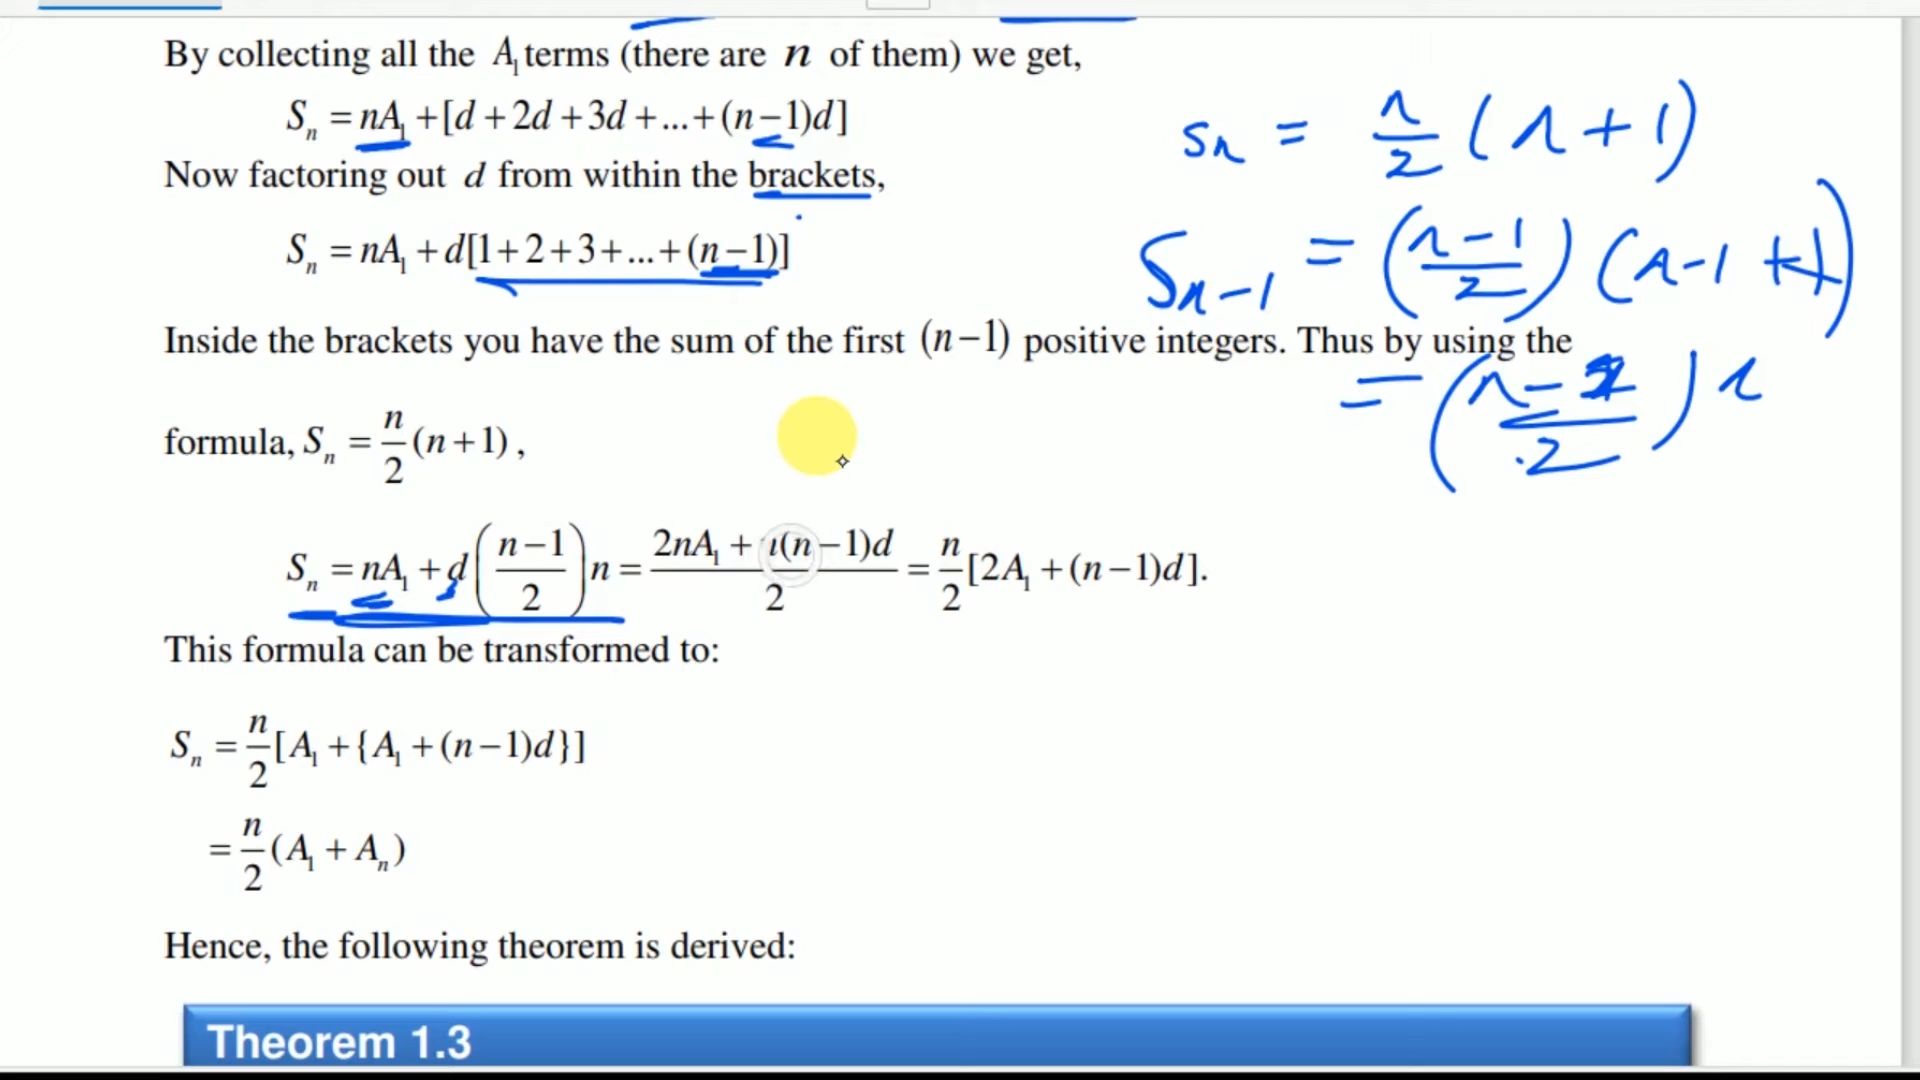 By collecting all the A₁ terms (there are n of them) we get,
Sₙ = nA₁ + [d + 2d + 3d + ... + (n − 1)d]
Now factoring out d from within the brackets,
Sₙ = nA₁ + d[1 + 2 + 3 + ... + (n − 1)]
Inside the brackets you have the sum of the first (n − 1) positive integers. Thus by using the
formula, Sₙ = n/2 (n + 1),
Sₙ = nA₁ + d((n − 1)/2)n = (2nA₁ + n(n − 1)d)/2 = n/2 [2A₁ + (n − 1)d].
This formula can be transformed to:
Sₙ = n/2 [A₁ + {A₁ + (n − 1)d}]
= n/2 (A₁ + Aₙ)
Hence, the following theorem is derived:
Theorem 1.3
Sn = n/2 (n + 1)
Sn−1 = ((n−1)/2) (n−1 + 1)